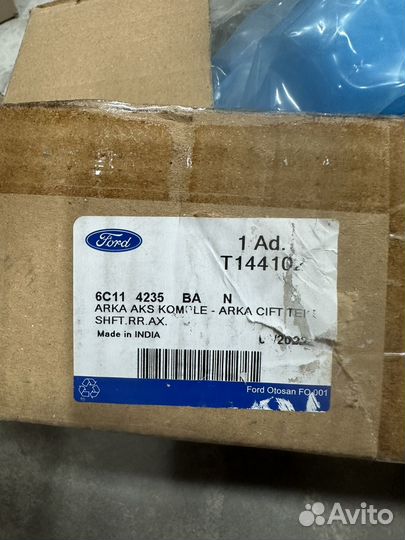 Ford
1 Ad.
T144102
6C11 4235 BA N
ARKA AKS KOMPLE - ARKA CIFT TEKE
SHFT.RR.AX.
Made in INDIA
Ford Otosan FO 001
Avito